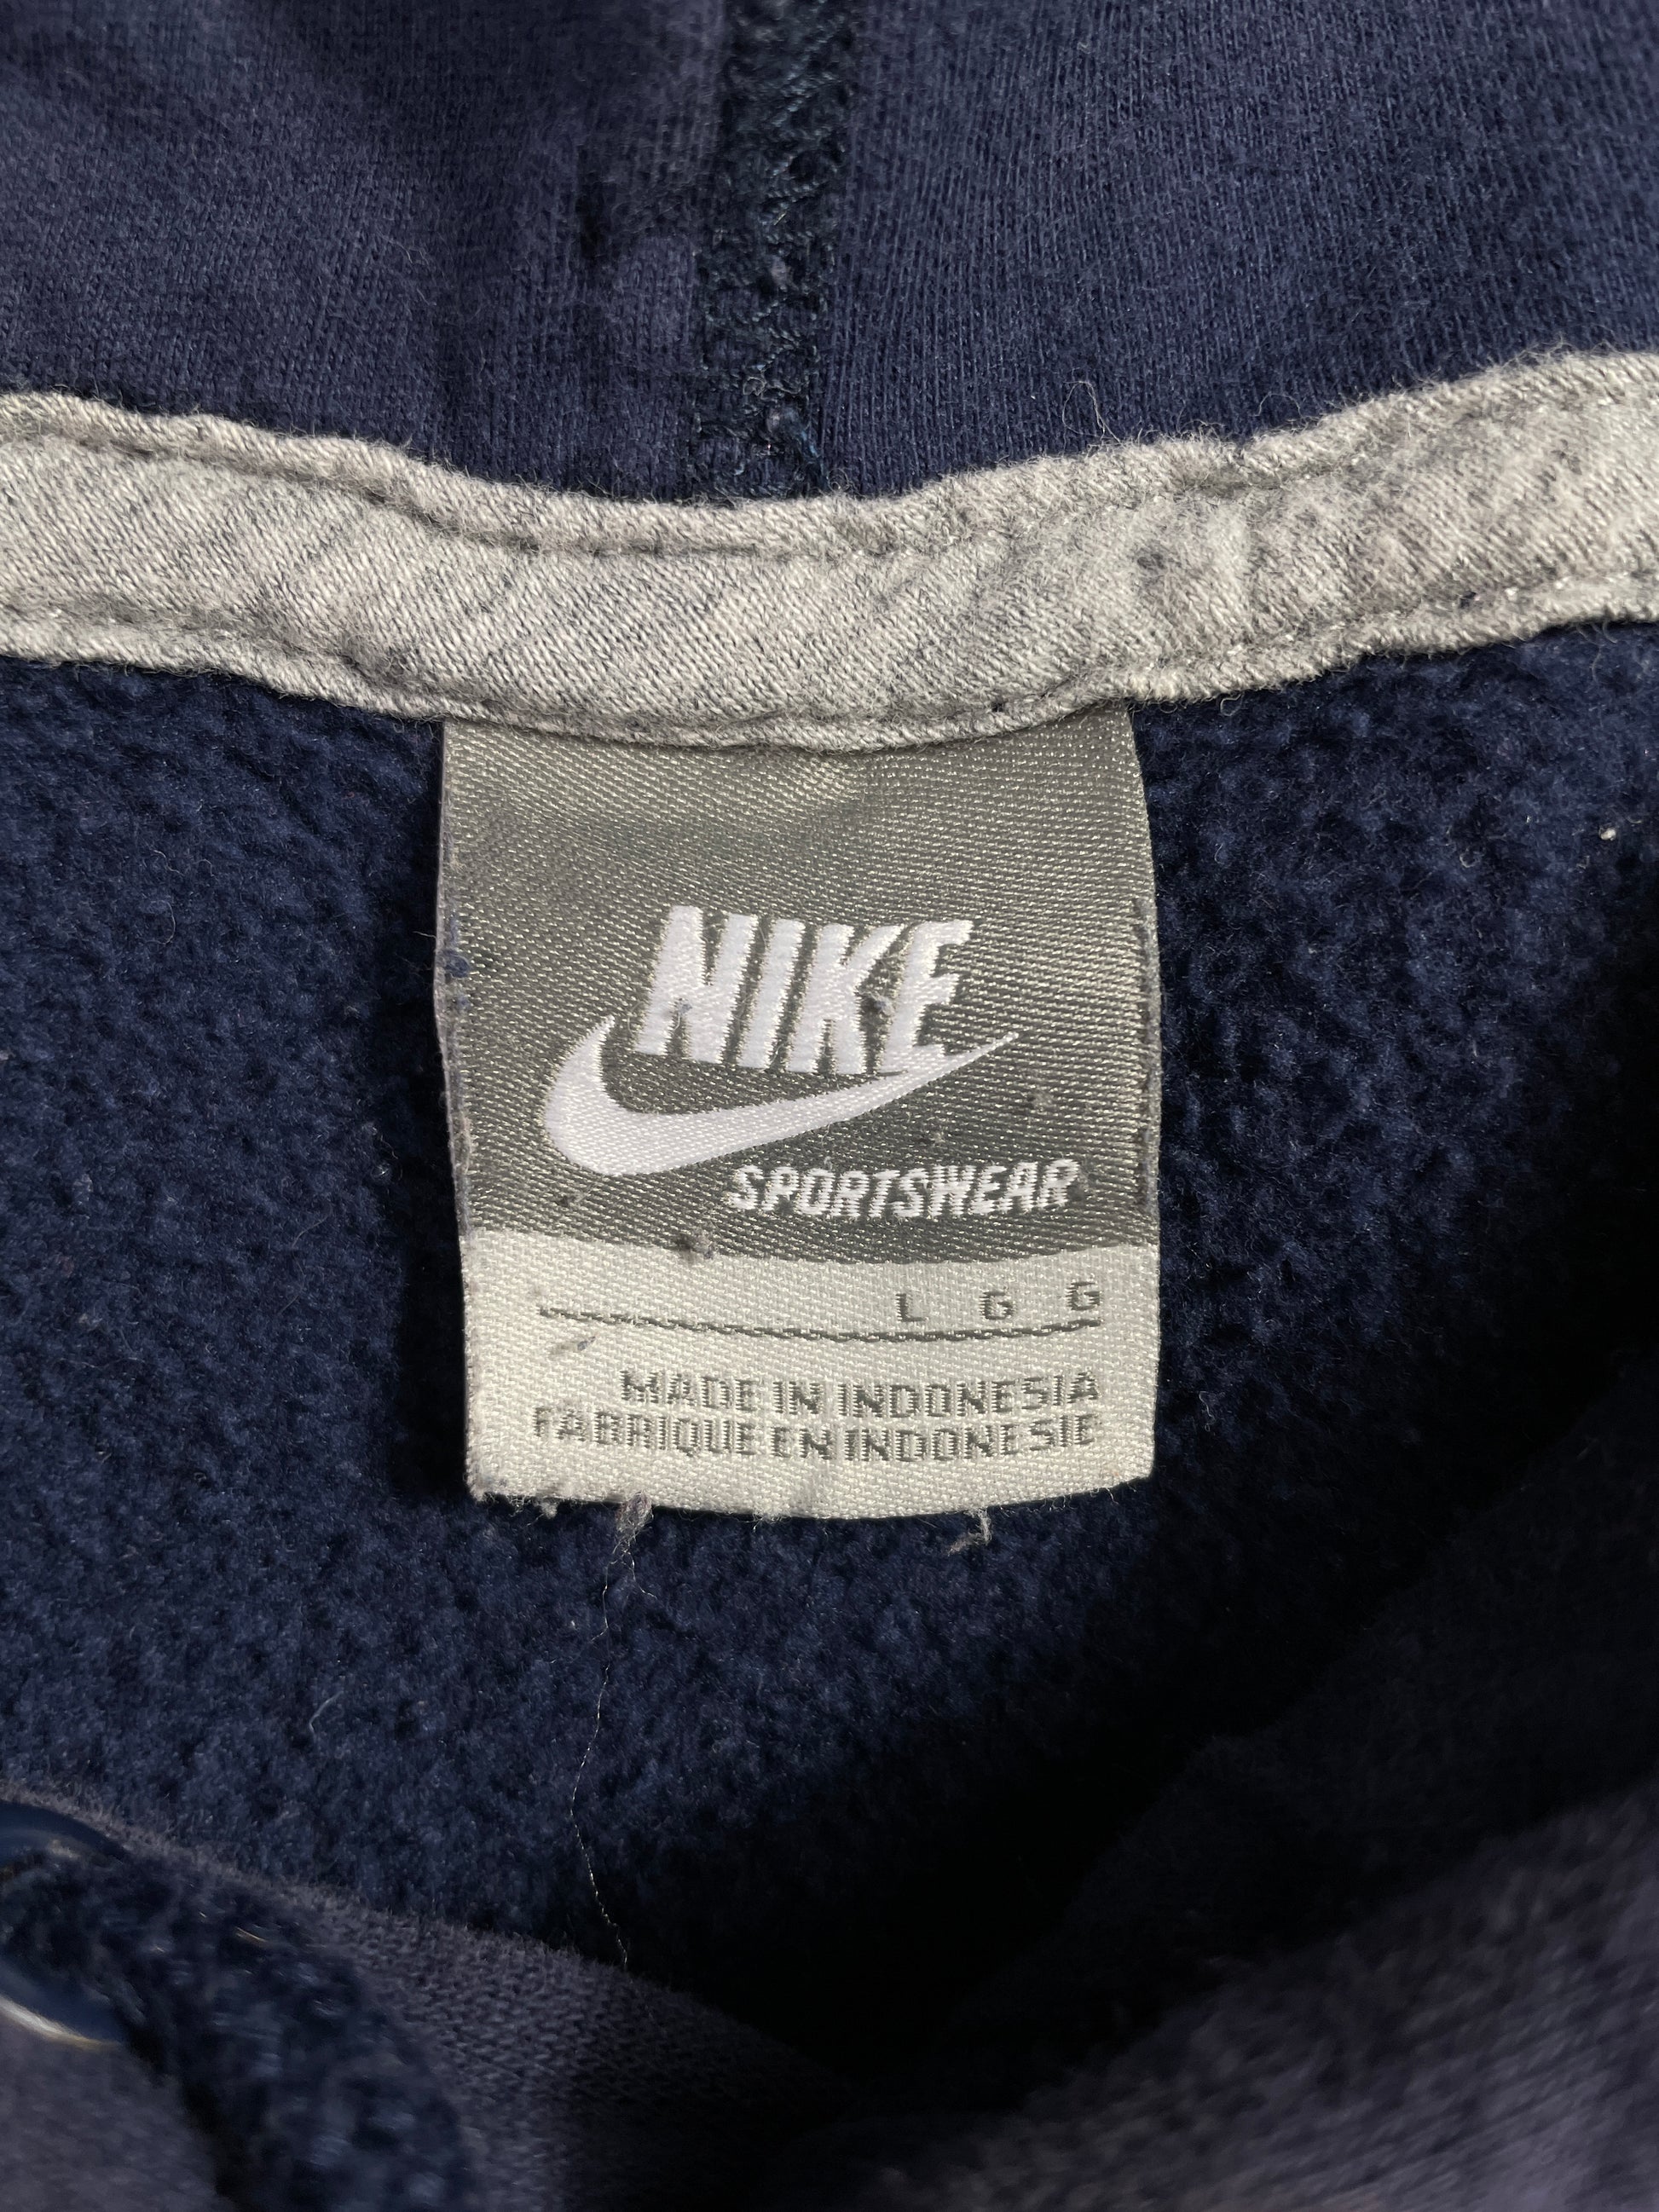 NIKE
SPORTSWEAR
L G G
MADE IN INDONESIA
FABRIQUE EN INDONESIE